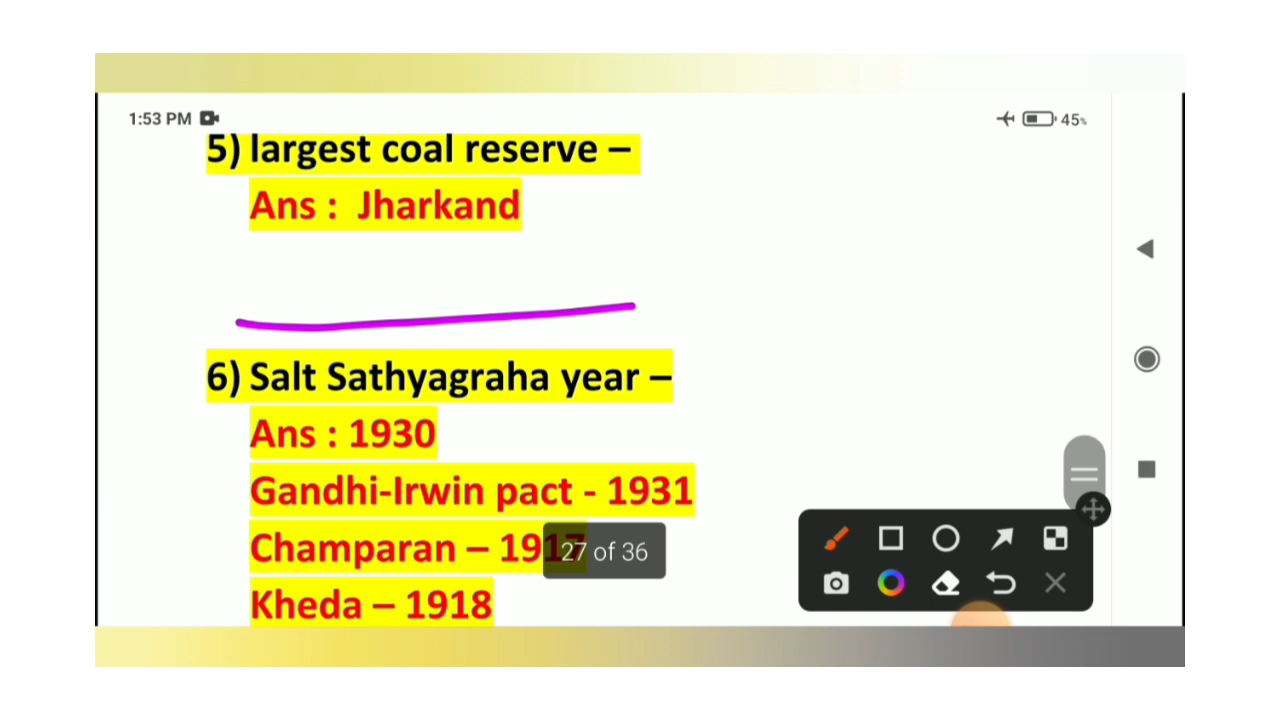 1:53 PM
45%
5) largest coal reserve –
Ans : Jharkand
6) Salt Sathyagraha year –
Ans : 1930
Gandhi-Irwin pact - 1931
Champaran – 1917
27 of 36
Kheda – 1918